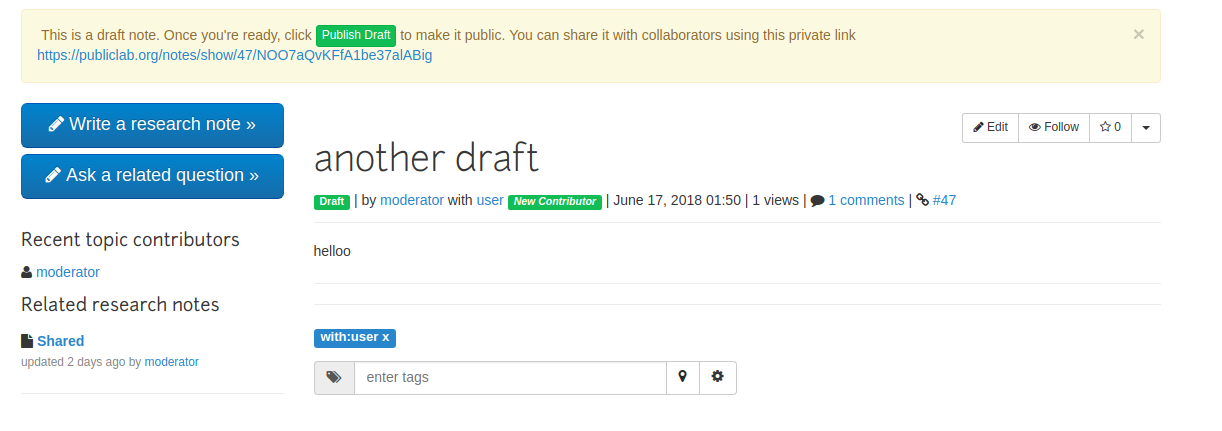 This is a draft note. Once you're ready, click Publish Draft to make it public. You can share it with collaborators using this private link
https://publiclab.org/notes/show/47/NOO7aQvKFfA1be37alABig
×
Write a research note »
Ask a related question »
Recent topic contributors
moderator
Related research notes
Shared
updated 2 days ago by moderator
Edit Follow 0
another draft
Draft | by moderator with user New Contributor | June 17, 2018 01:50 | 1 views | 1 comments | #47
helloo
with:user x
enter tags